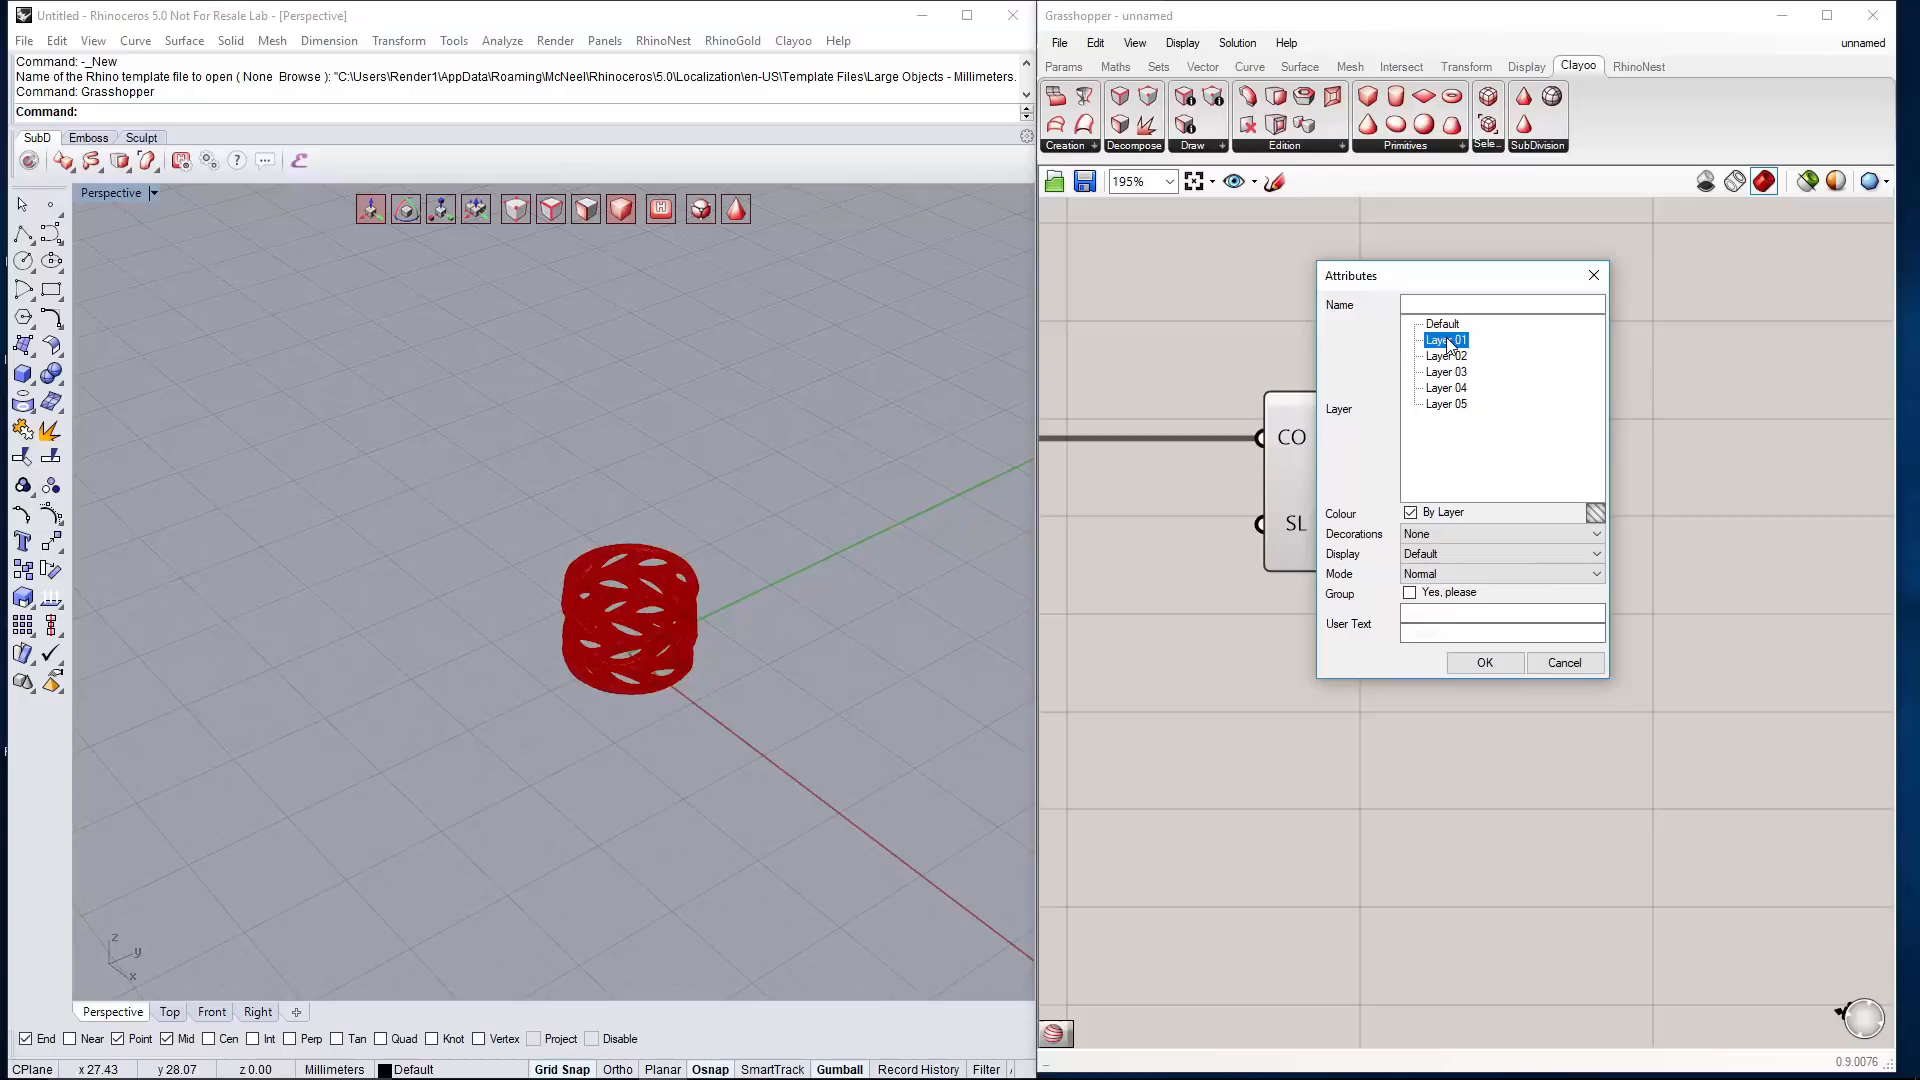 Untitled - Rhinoceros 5.0 Not For Resale Lab - [Perspective]
File Edit View Curve Surface Solid Mesh Dimension Transform Tools Analyze Render Panels RhinoNest RhinoGold Clayoo Help
Command: -_New
Name of the Rhino template file to open ( None Browse ): "C:\Users\Render1\AppData\Roaming\McNeel\Rhinoceros\5.0\Localization\en-US\Template Files\Large Objects - Millimeters.
Command: Grasshopper
Command:
SubD Emboss Sculpt
Perspective
z
y
x
Perspective Top Front Right
End Near Point Mid Cen Int Perp Tan Quad Knot Vertex Project Disable
CPlane x 27.43 y 28.07 z 0.00 Millimeters Default Grid Snap Ortho Planar Osnap SmartTrack Gumball Record History Filter
Grasshopper - unnamed
File Edit View Display Solution Help unnamed
Params Maths Sets Vector Curve Surface Mesh Intersect Transform Display Clayoo RhinoNest
Creation Decompose Draw Edition Primitives Sele... SubDivision
195%
CO
SL
Attributes
Name
Default
Layer 01
Layer 02
Layer 03
Layer 04
Layer 05
Layer
Colour By Layer
Decorations None
Display Default
Mode Normal
Group Yes, please
User Text
OK Cancel
0.9.0076